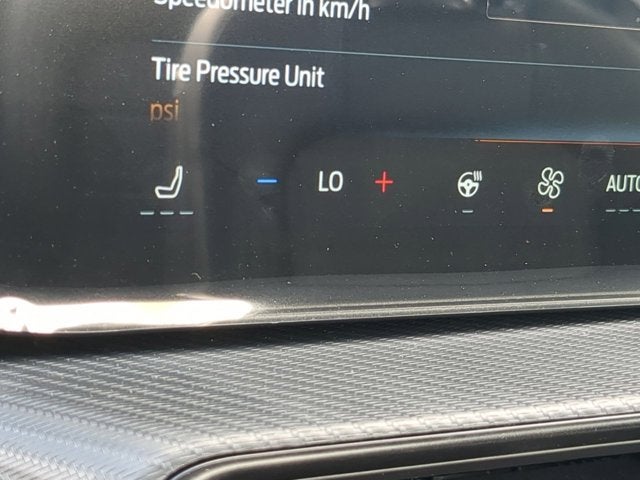 Speedometer in km/h
Tire Pressure Unit
psi
− LO + AUTO